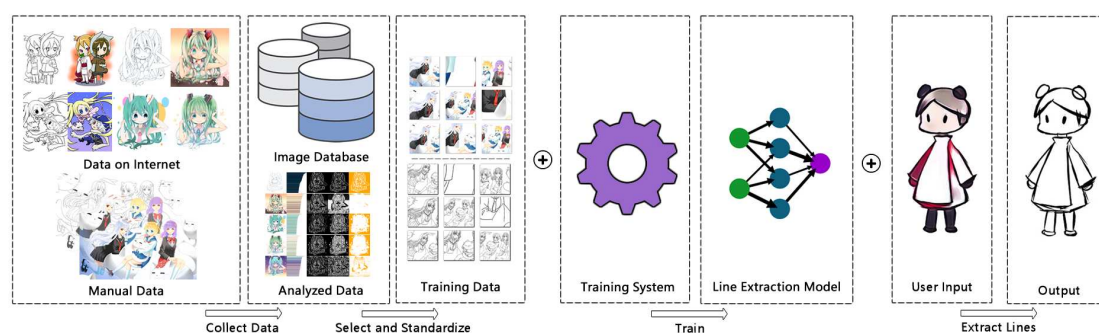 Data on Internet
Manual Data
Image Database
Analyzed Data
Training Data
Training System
Line Extraction Model
User Input
Output
Collect Data
Select and Standardize
Train
Extract Lines